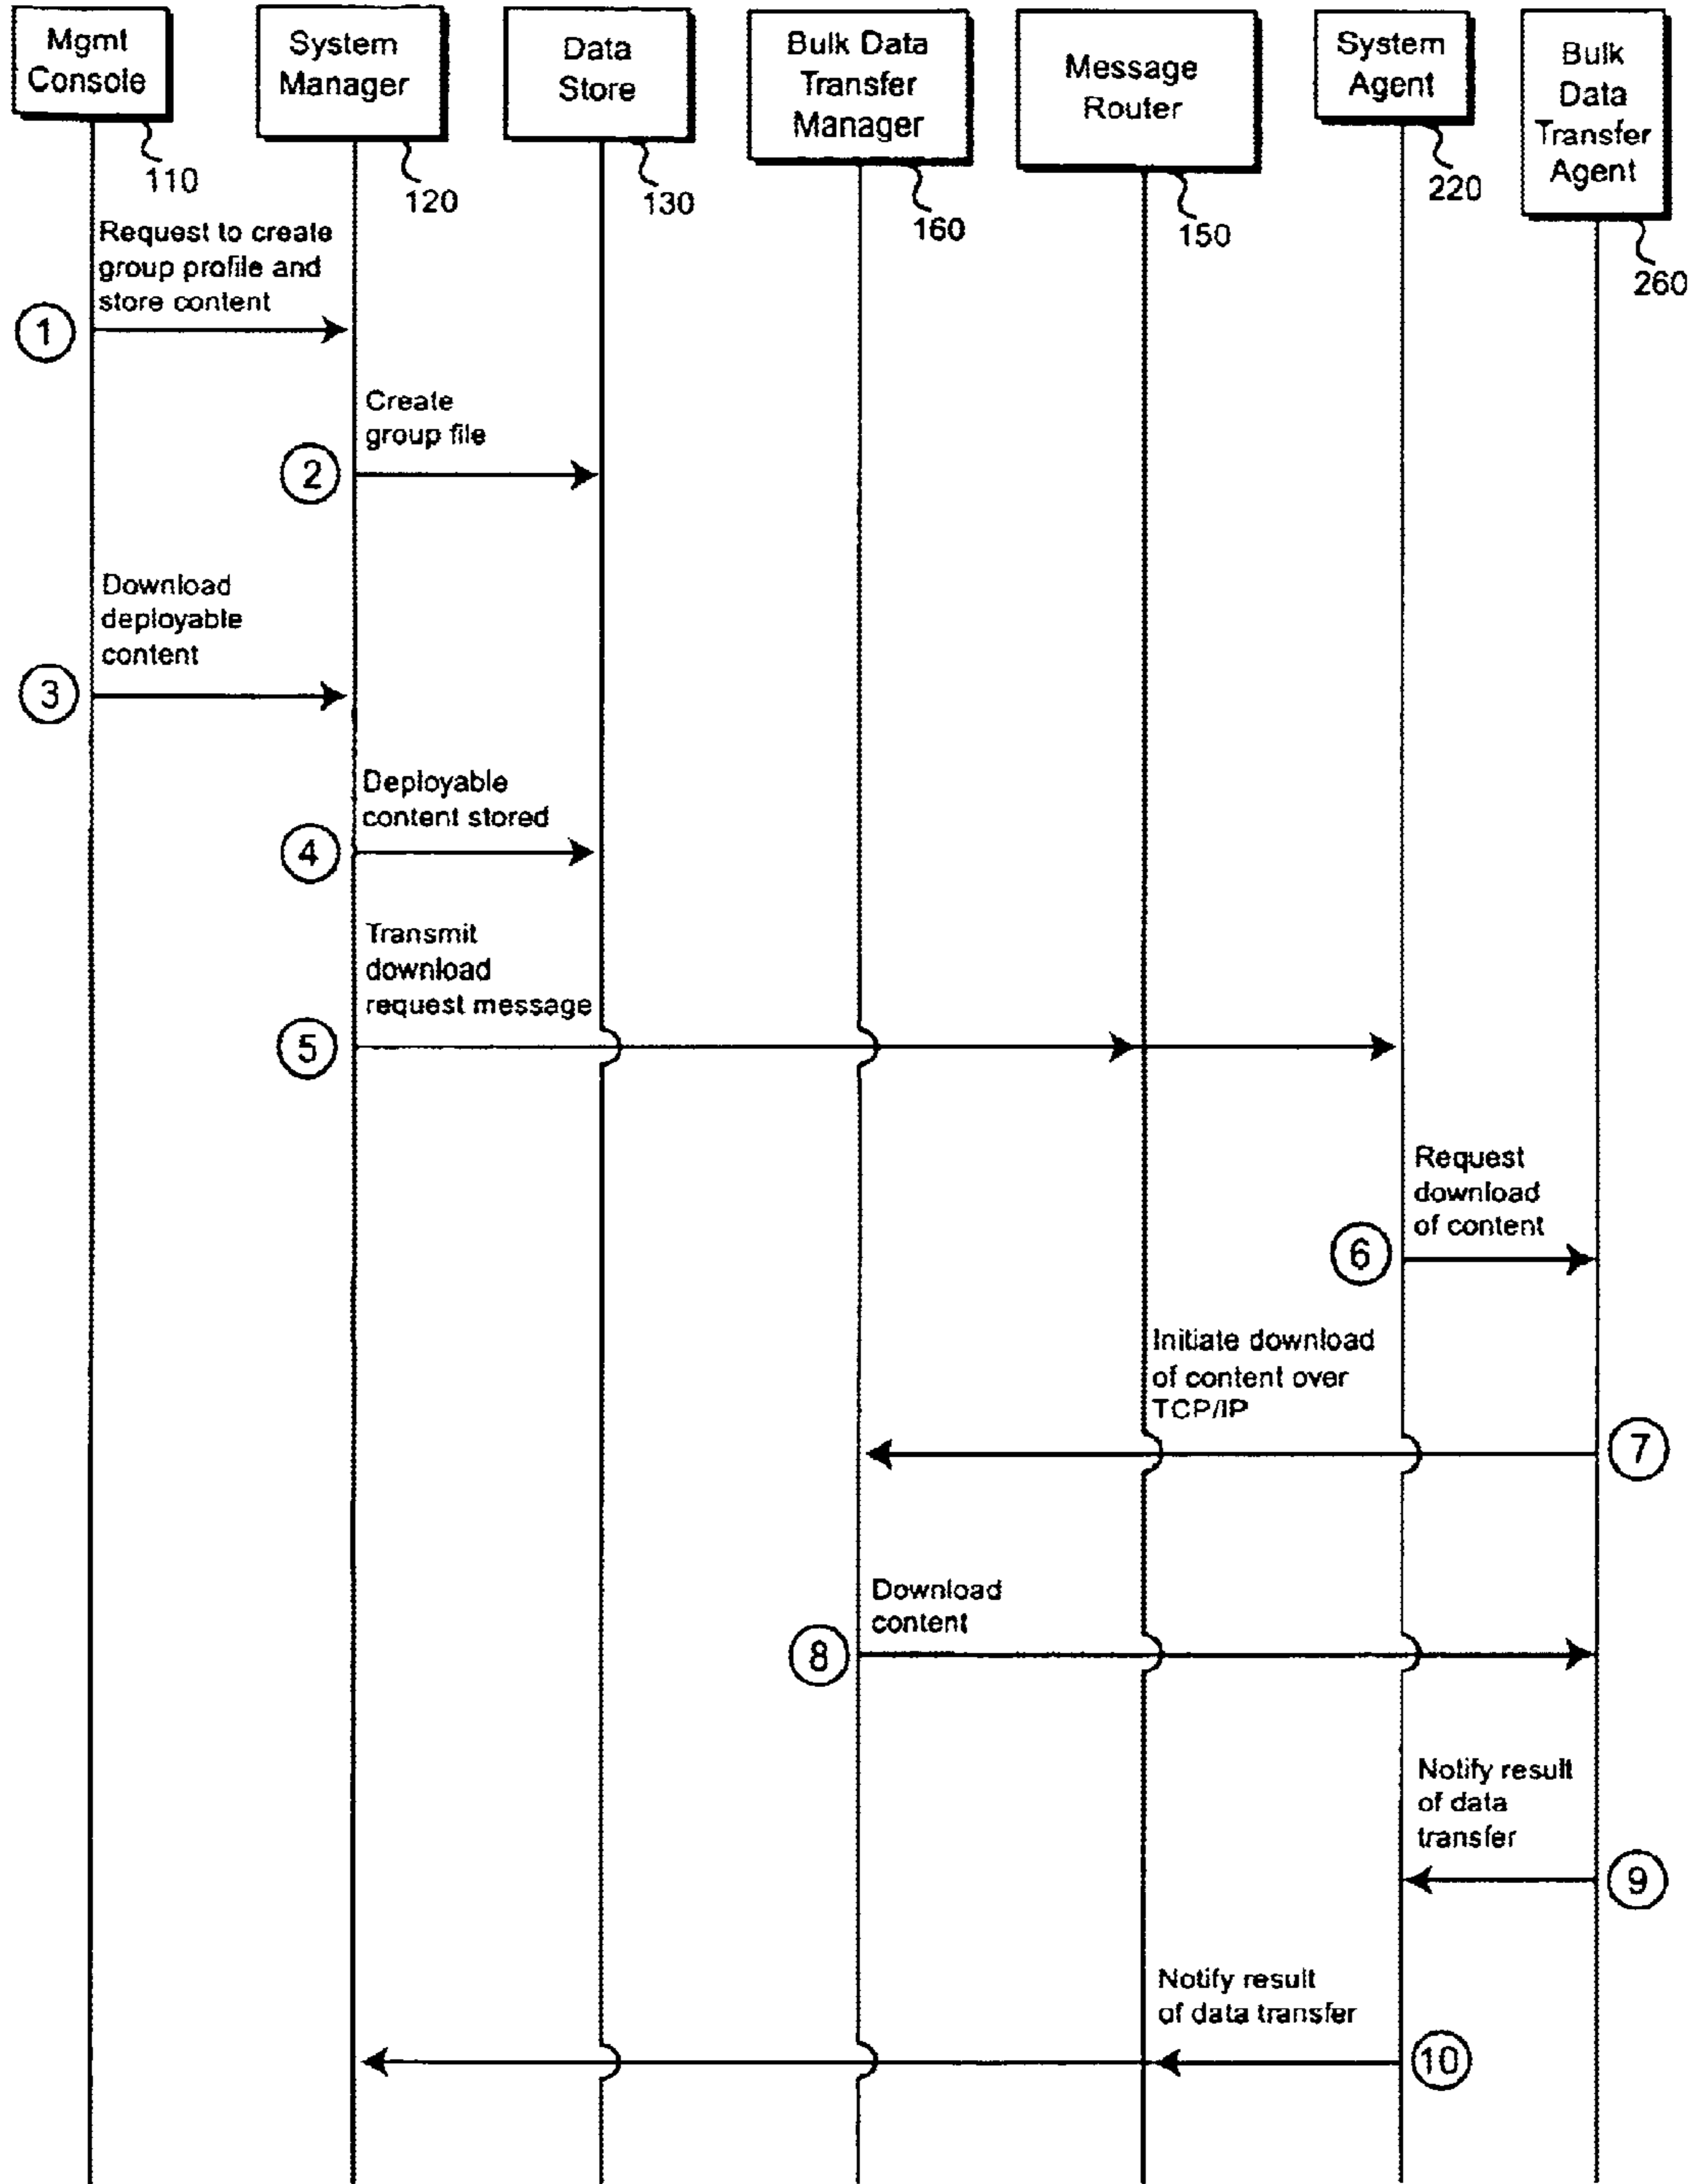 Mgmt
Console
System
Manager
Data
Store
Bulk Data
Transfer
Manager
Message
Router
System
Agent
Bulk
Data
Transfer
Agent
110
120
130
160
150
220
260
Request to create
group profile and
store content
1
Create
group file
2
Download
deployable
content
3
Deployable
content stored
4
Transmit
download
request message
5
Request
download
of content
6
Initiate download
of content over
TCP/IP
7
Download
content
8
Notify result
of data
transfer
9
Notify result
of data transfer
10